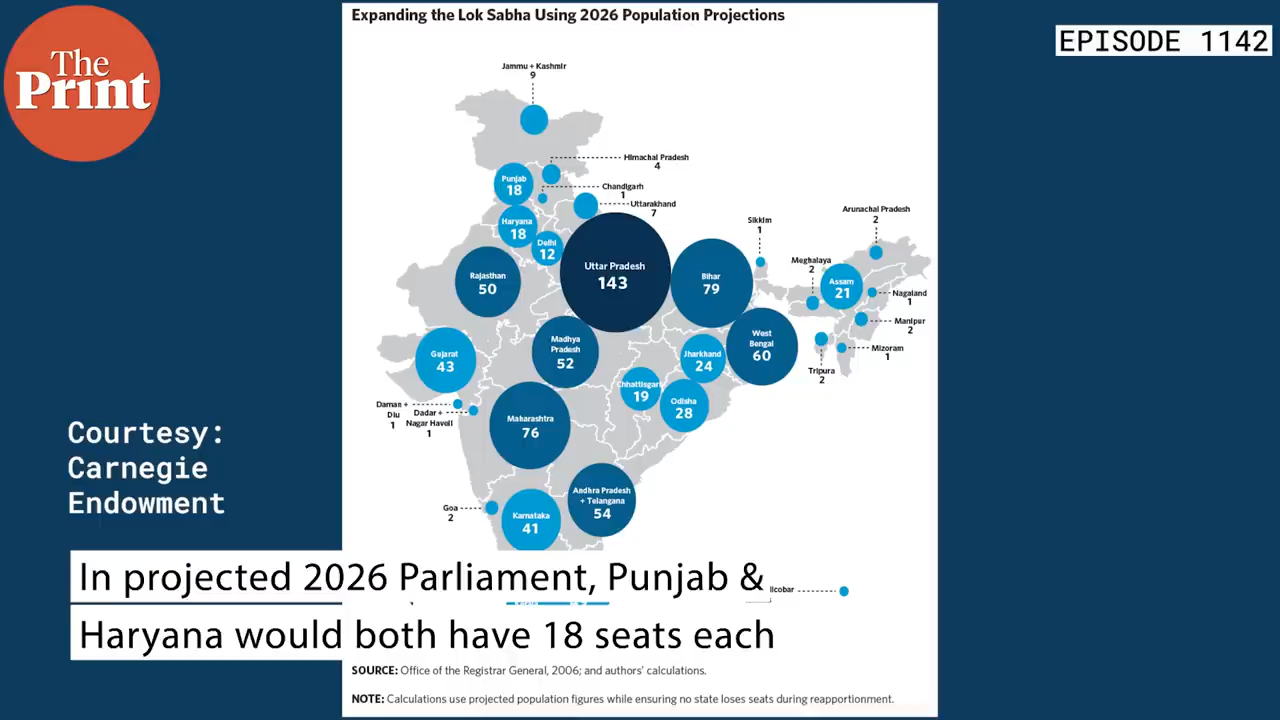 The
Print
Expanding the Lok Sabha Using 2026 Population Projections
EPISODE 1142
Jammu + Kashmir
9
Himachal Pradesh
4
Punjab
18
Chandigarh
1
Uttarakhand
7
Haryana
18
Delhi
12
Uttar Pradesh
143
Rajasthan
50
Bihar
79
Sikkim
1
Arunachal Pradesh
2
Meghalaya
2
Assam
21
Nagaland
1
Manipur
2
Mizoram
1
Tripura
2
West
Bengal
60
Madhya
Pradesh
52
Jharkhand
24
Gujarat
43
Chhattisgarh
19
Odisha
28
Daman +
Diu
1
Dadar +
Nagar Haveli
1
Maharashtra
76
Andhra Pradesh
+ Telangana
54
Goa
2
Karnataka
41
Courtesy:
Carnegie
Endowment
In projected 2026 Parliament, Punjab &
Haryana would both have 18 seats each
icobar
SOURCE: Office of the Registrar General, 2006; and authors' calculations.
NOTE: Calculations use projected population figures while ensuring no state loses seats during reapportionment.